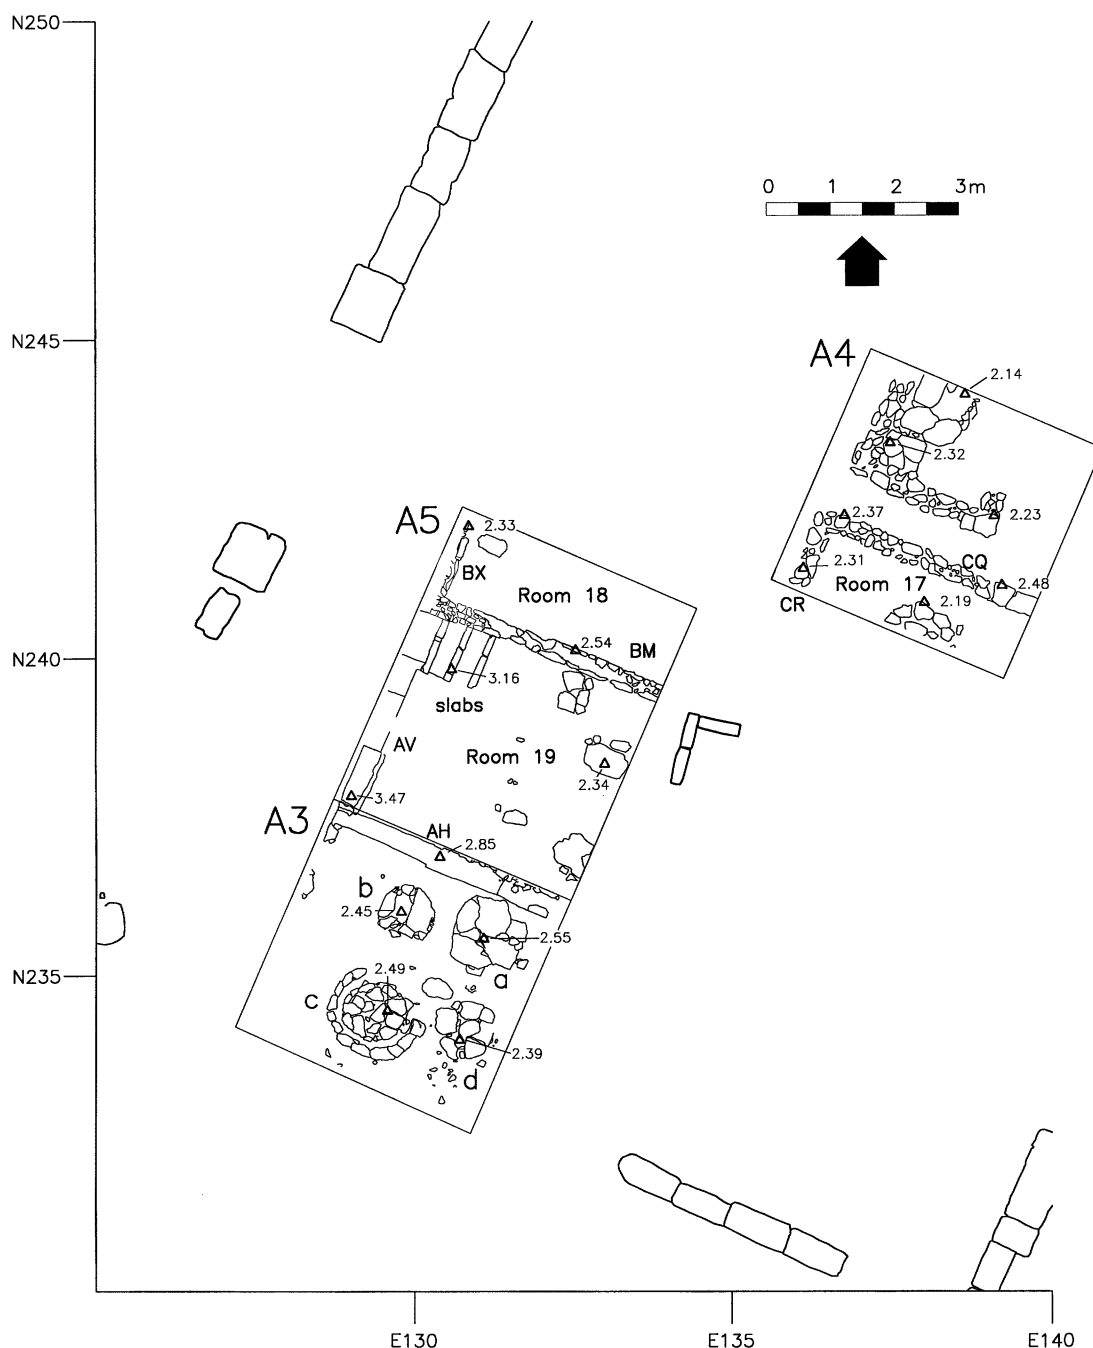 N250
0 1 2 3m
N245
A4
2.14
2.32
A5
2.33
2.37
2.23
BX
2.31
CQ
Room 18
Room 17
2.48
CR
2.19
N240
2.54
BM
3.16
slabs
AV
Room 19
2.34
3.47
A3
AH
2.85
b
2.45
2.55
N235
2.49
a
c
2.39
d
E130 E135 E140